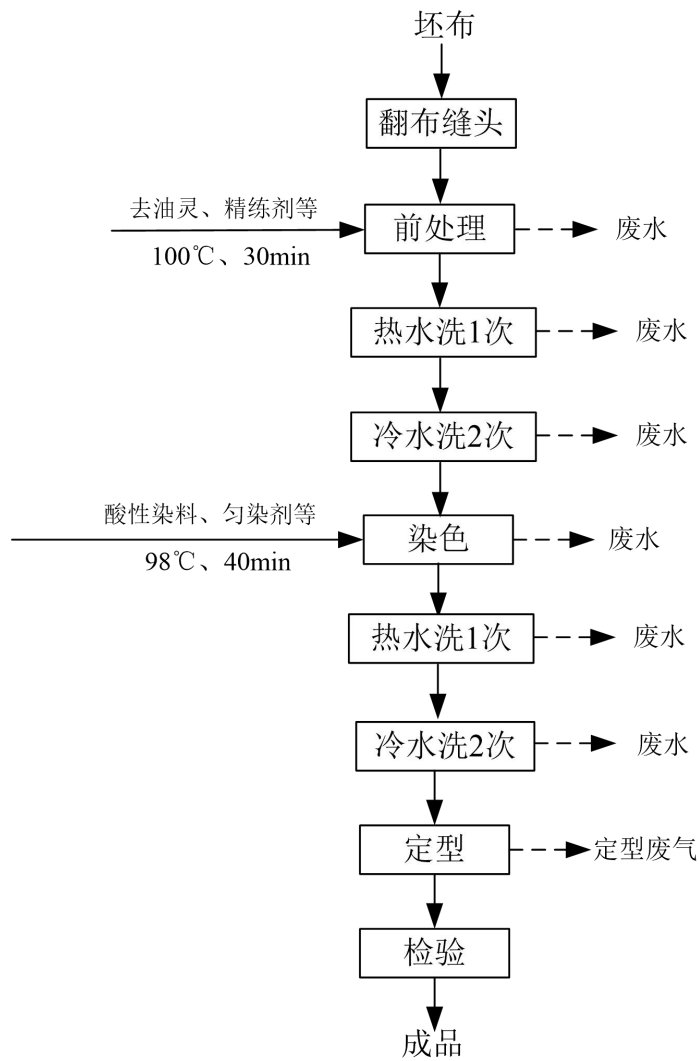 坯布
翻布缝头
去油灵、精练剂等
100℃、30min
前处理
废水
热水洗1次
废水
冷水洗2次
废水
酸性染料、匀染剂等
98℃、40min
染色
废水
热水洗1次
废水
冷水洗2次
废水
定型
定型废气
检验
成品